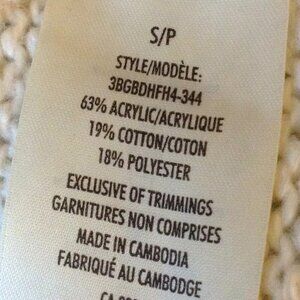 S/P
STYLE/MODÈLE:
3BGBDHFH4-344
63% ACRYLIC/ACRYLIQUE
19% COTTON/COTON
18% POLYESTER
EXCLUSIVE OF TRIMMINGS
GARNITURES NON COMPRISES
MADE IN CAMBODIA
FABRIQUÉ AU CAMBODGE